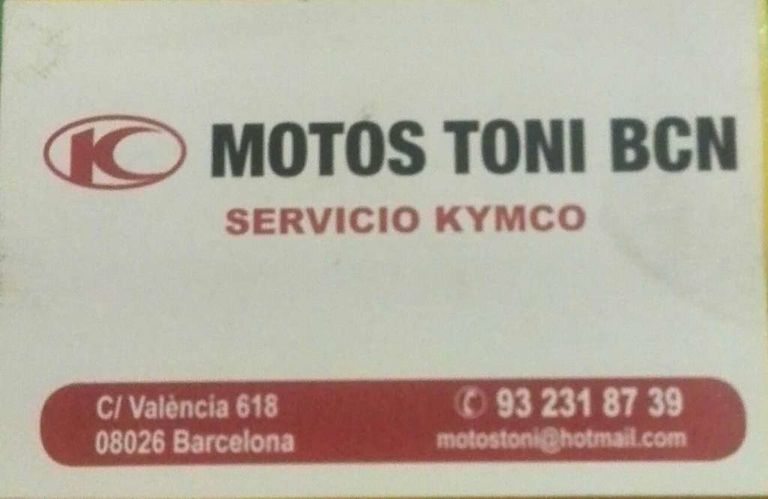 MOTOS TONI BCN
SERVICIO KYMCO
C/ València 618
08026 Barcelona
93 231 87 39
motostoni@hotmail.com